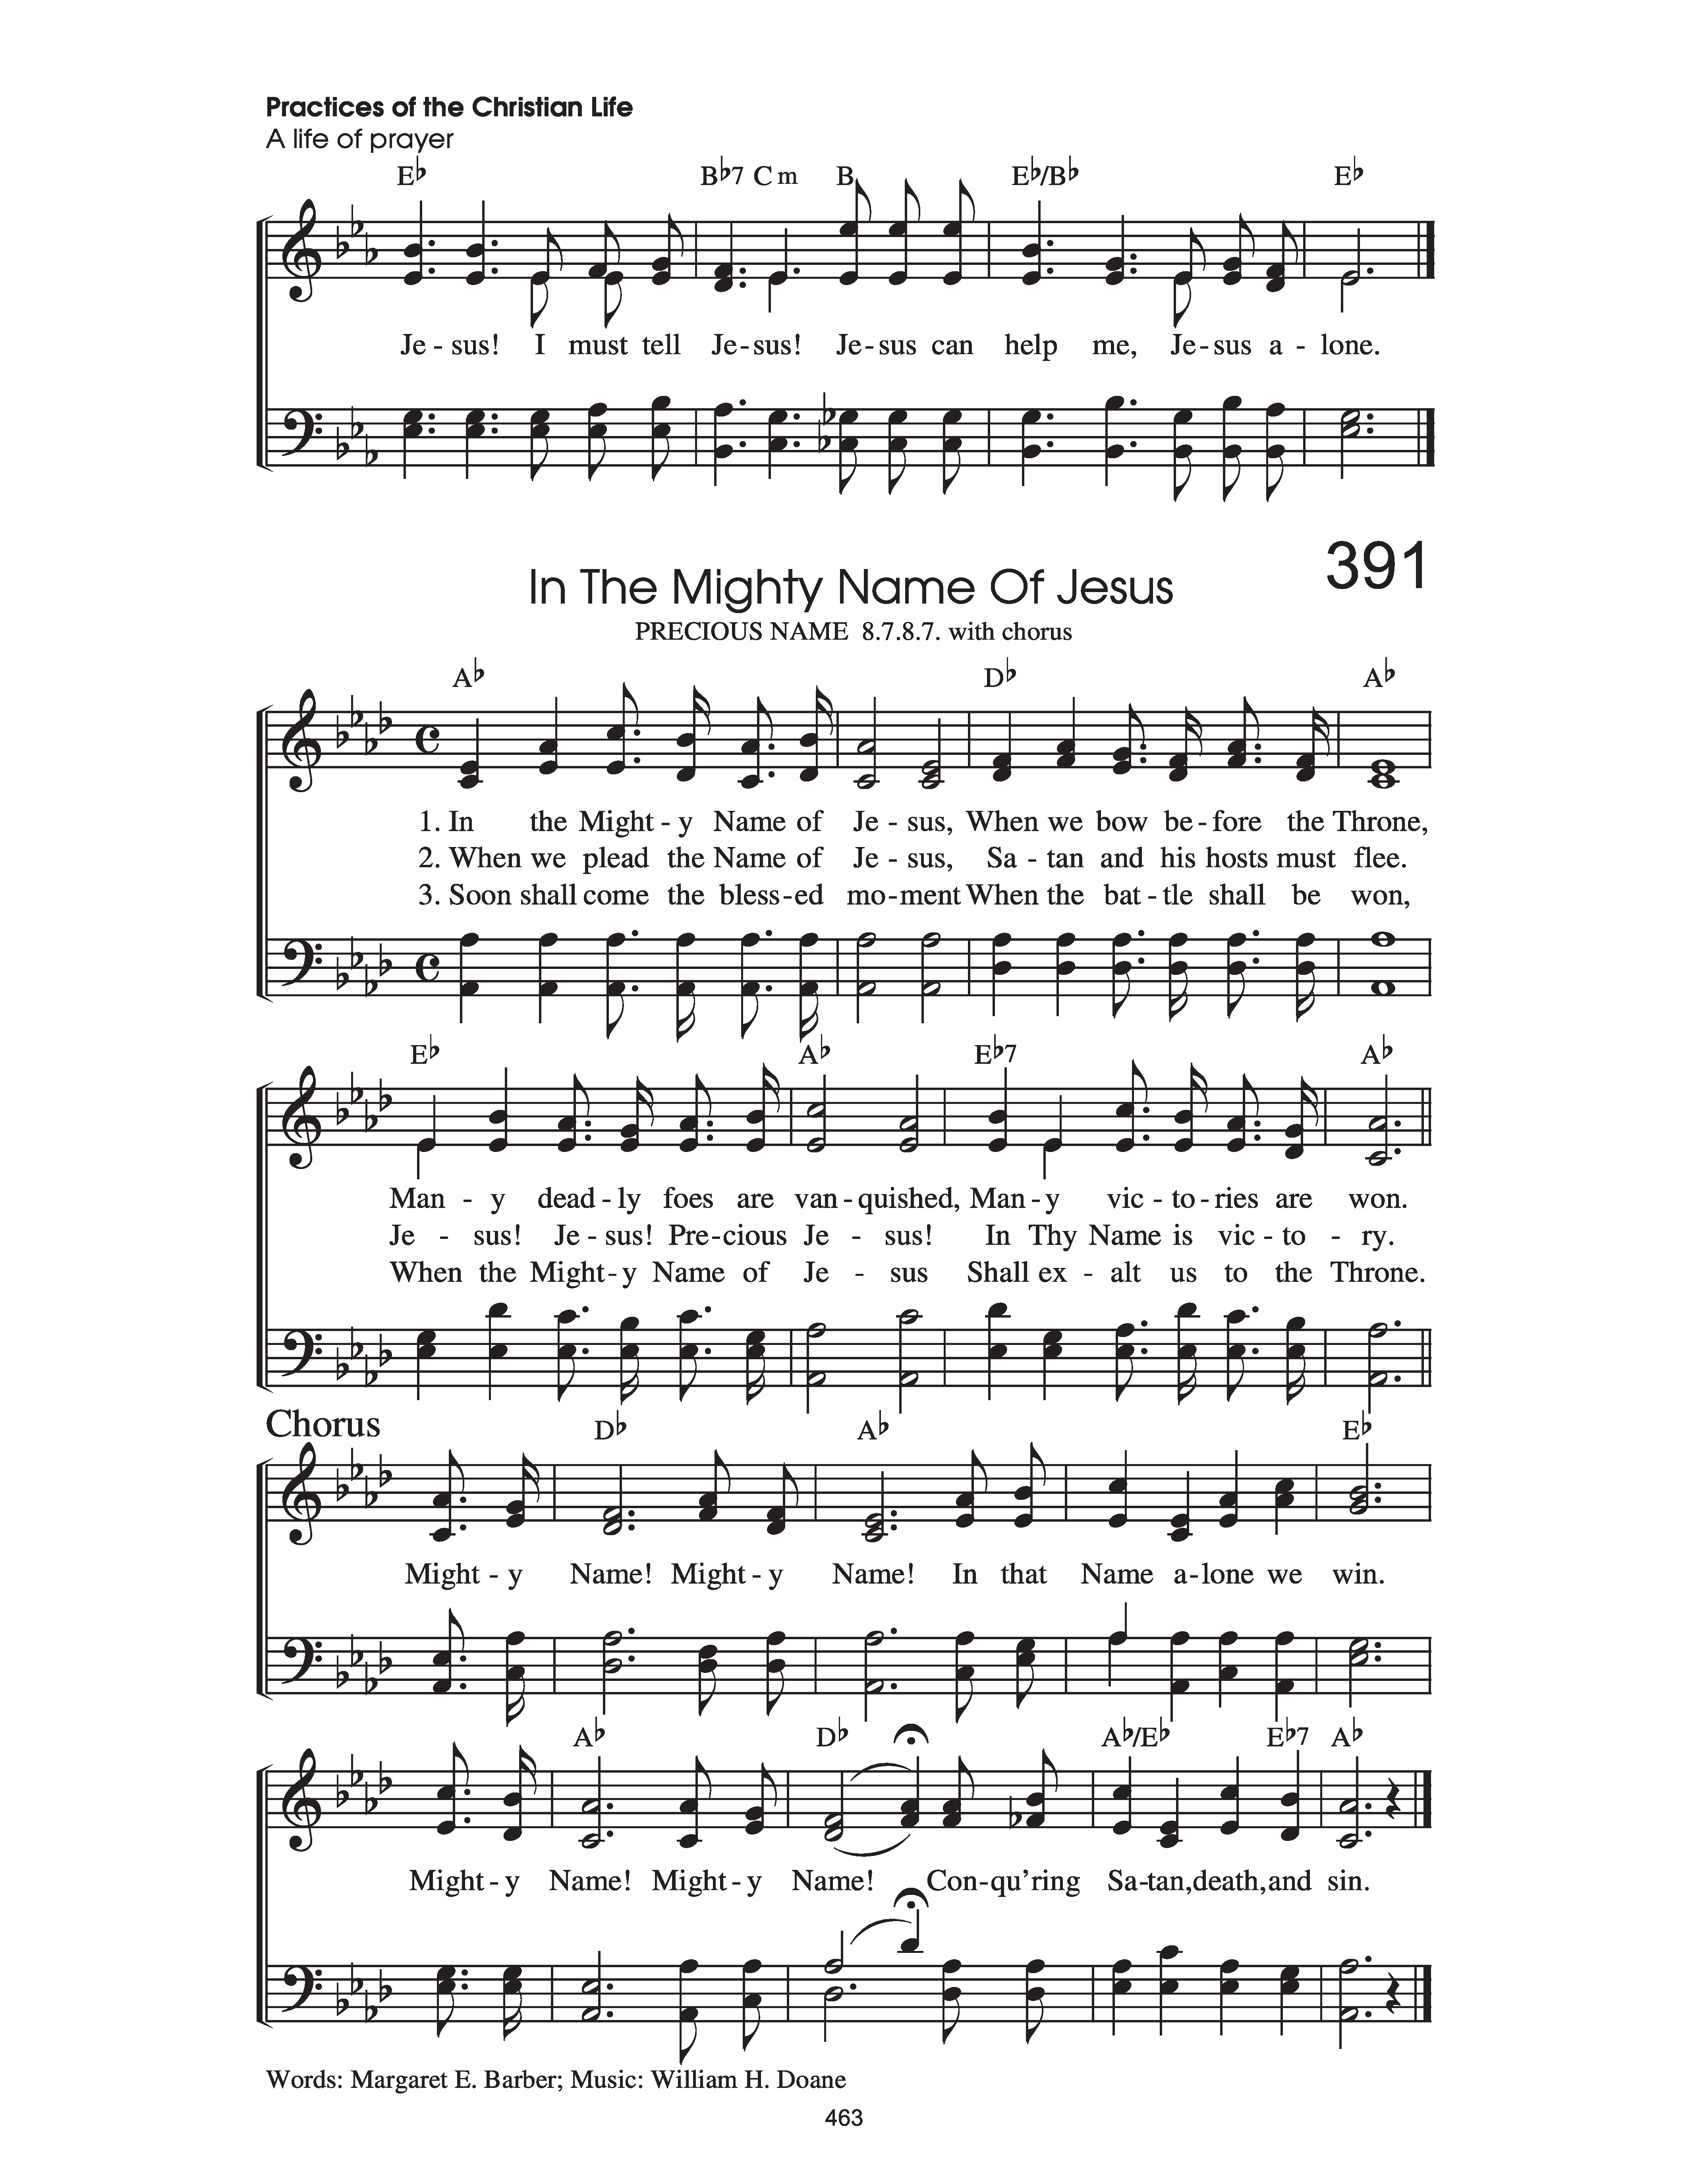 Practices of the Christian Life
A life of prayer
E♭ B♭7 Cm B E♭/B♭ E♭
Je - sus! I must tell Je - sus! Je - sus can help me, Je - sus a - lone.
391
In The Mighty Name Of Jesus
PRECIOUS NAME 8.7.8.7. with chorus
A♭ D♭ A♭
1. In the Might - y Name of Je - sus, When we bow be - fore the Throne,
2. When we plead the Name of Je - sus, Sa - tan and his hosts must flee.
3. Soon shall come the bless - ed mo - ment When the bat - tle shall be won,
E♭ A♭ E♭7 A♭
Man - y dead - ly foes are van - quished, Man - y vic - to - ries are won.
Je - sus! Je - sus! Pre - cious Je - sus! In Thy Name is vic - to - ry.
When the Might - y Name of Je - sus Shall ex - alt us to the Throne.
Chorus
D♭ A♭ E♭
Might - y Name! Might - y Name! In that Name a - lone we win.
A♭ D♭ A♭/E♭ E♭7 A♭
Might - y Name! Might - y Name! Con - qu’ring Sa - tan, death, and sin.
Words: Margaret E. Barber; Music: William H. Doane
463